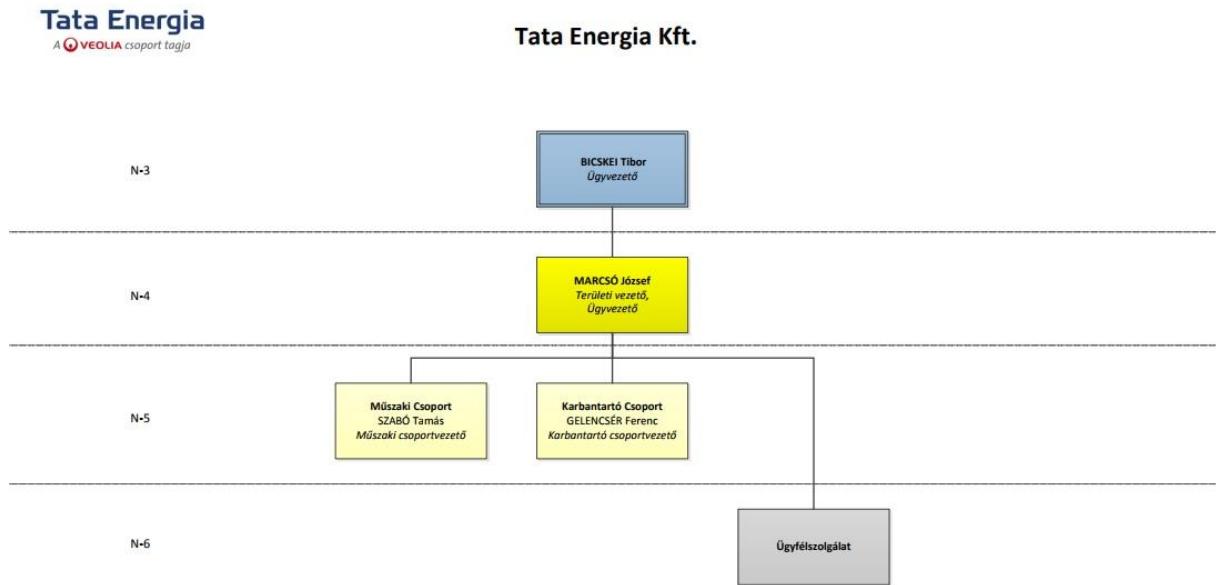 Tata Energia
A VEOLIA csoport tagja
Tata Energia Kft.
N-3
BICSKEI Tibor
Ügyvezető
N-4
MARCSÓ József
Területi vezető,
Ügyvezető
N-5
Műszaki Csoport
SZABÓ Tamás
Műszaki csoportvezető
Karbantartó Csoport
GELENCSÉR Ferenc
Karbantartó csoportvezető
N-6
Ügyfélszolgálat